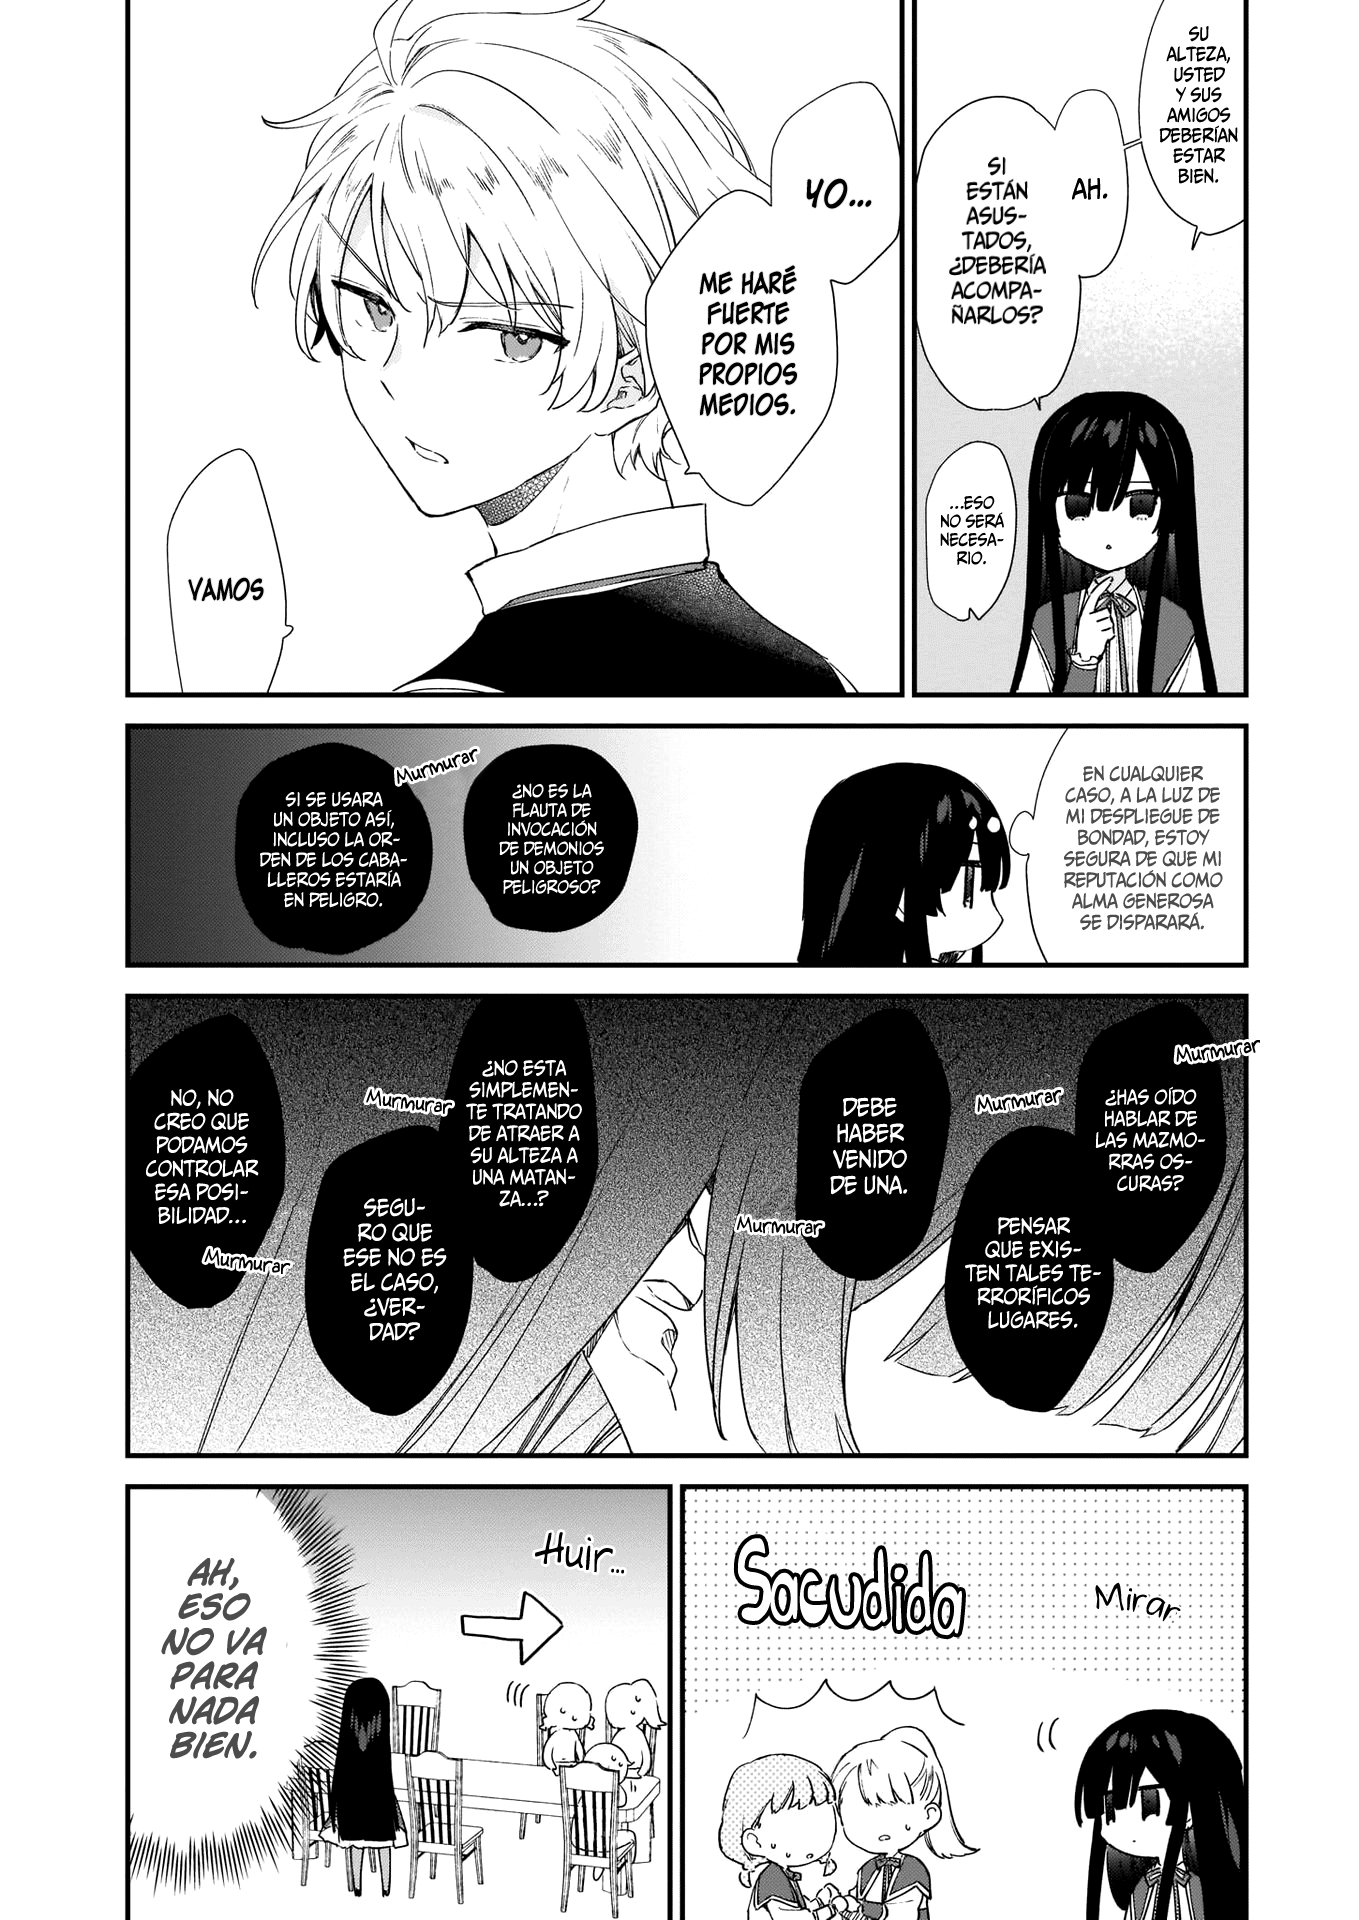 SU
ALTEZA,
USTED
Y SUS
AMIGOS
DEBERÍAN
ESTAR
BIEN.
AH.
SI
ESTÁN
ASUS-
TADOS,
¿DEBERÍA
ACOMPA-
ÑARLOS?
...ESO
NO SERÁ
NECESA-
RIO.
YO...
ME HARÉ
FUERTE
POR MIS
PROPIOS
MEDIOS.
VAMOS
EN CUALQUIER
CASO, A LA LUZ DE
MI DESPLIEGUE DE
BONDAD, ESTOY
SEGURA DE QUE MI
REPUTACIÓN COMO
ALMA GENEROSA
SE DISPARARÁ.
¿NO ES LA
FLAUTA DE
INVOCACIÓN
DE DEMONIOS
UN OBJETO
PELIGROSO?
Murmurar
SI SE USARA
UN OBJETO ASÍ,
INCLUSO LA OR-
DEN DE LOS CABA-
LLEROS ESTARÍA
EN PELIGRO.
Murmurar
¿HAS OÍDO
HABLAR DE
LAS MAZMO-
RRAS OS-
CURAS?
Murmurar
PENSAR
QUE EXIS-
TEN TALES TE-
RRORÍFICOS
LUGARES.
DEBE
HABER
VENIDO
DE UNA.
Murmurar
¿NO ESTA
SIMPLEMEN-
TE TRATANDO
DE ATRAER A
SU ALTEZA A
UNA MATAN-
ZA...?
Murmurar
SEGU-
RO QUE
ESE NO ES
EL CASO,
¿VER-
DAD?
NO, NO
CREO QUE
PODAMOS
CONTROLAR
ESA POSI-
BILIDAD...
Murmurar
Mirar
Sacudida
Huir...
AH,
ESO
NO VA
PARA
NADA
BIEN.